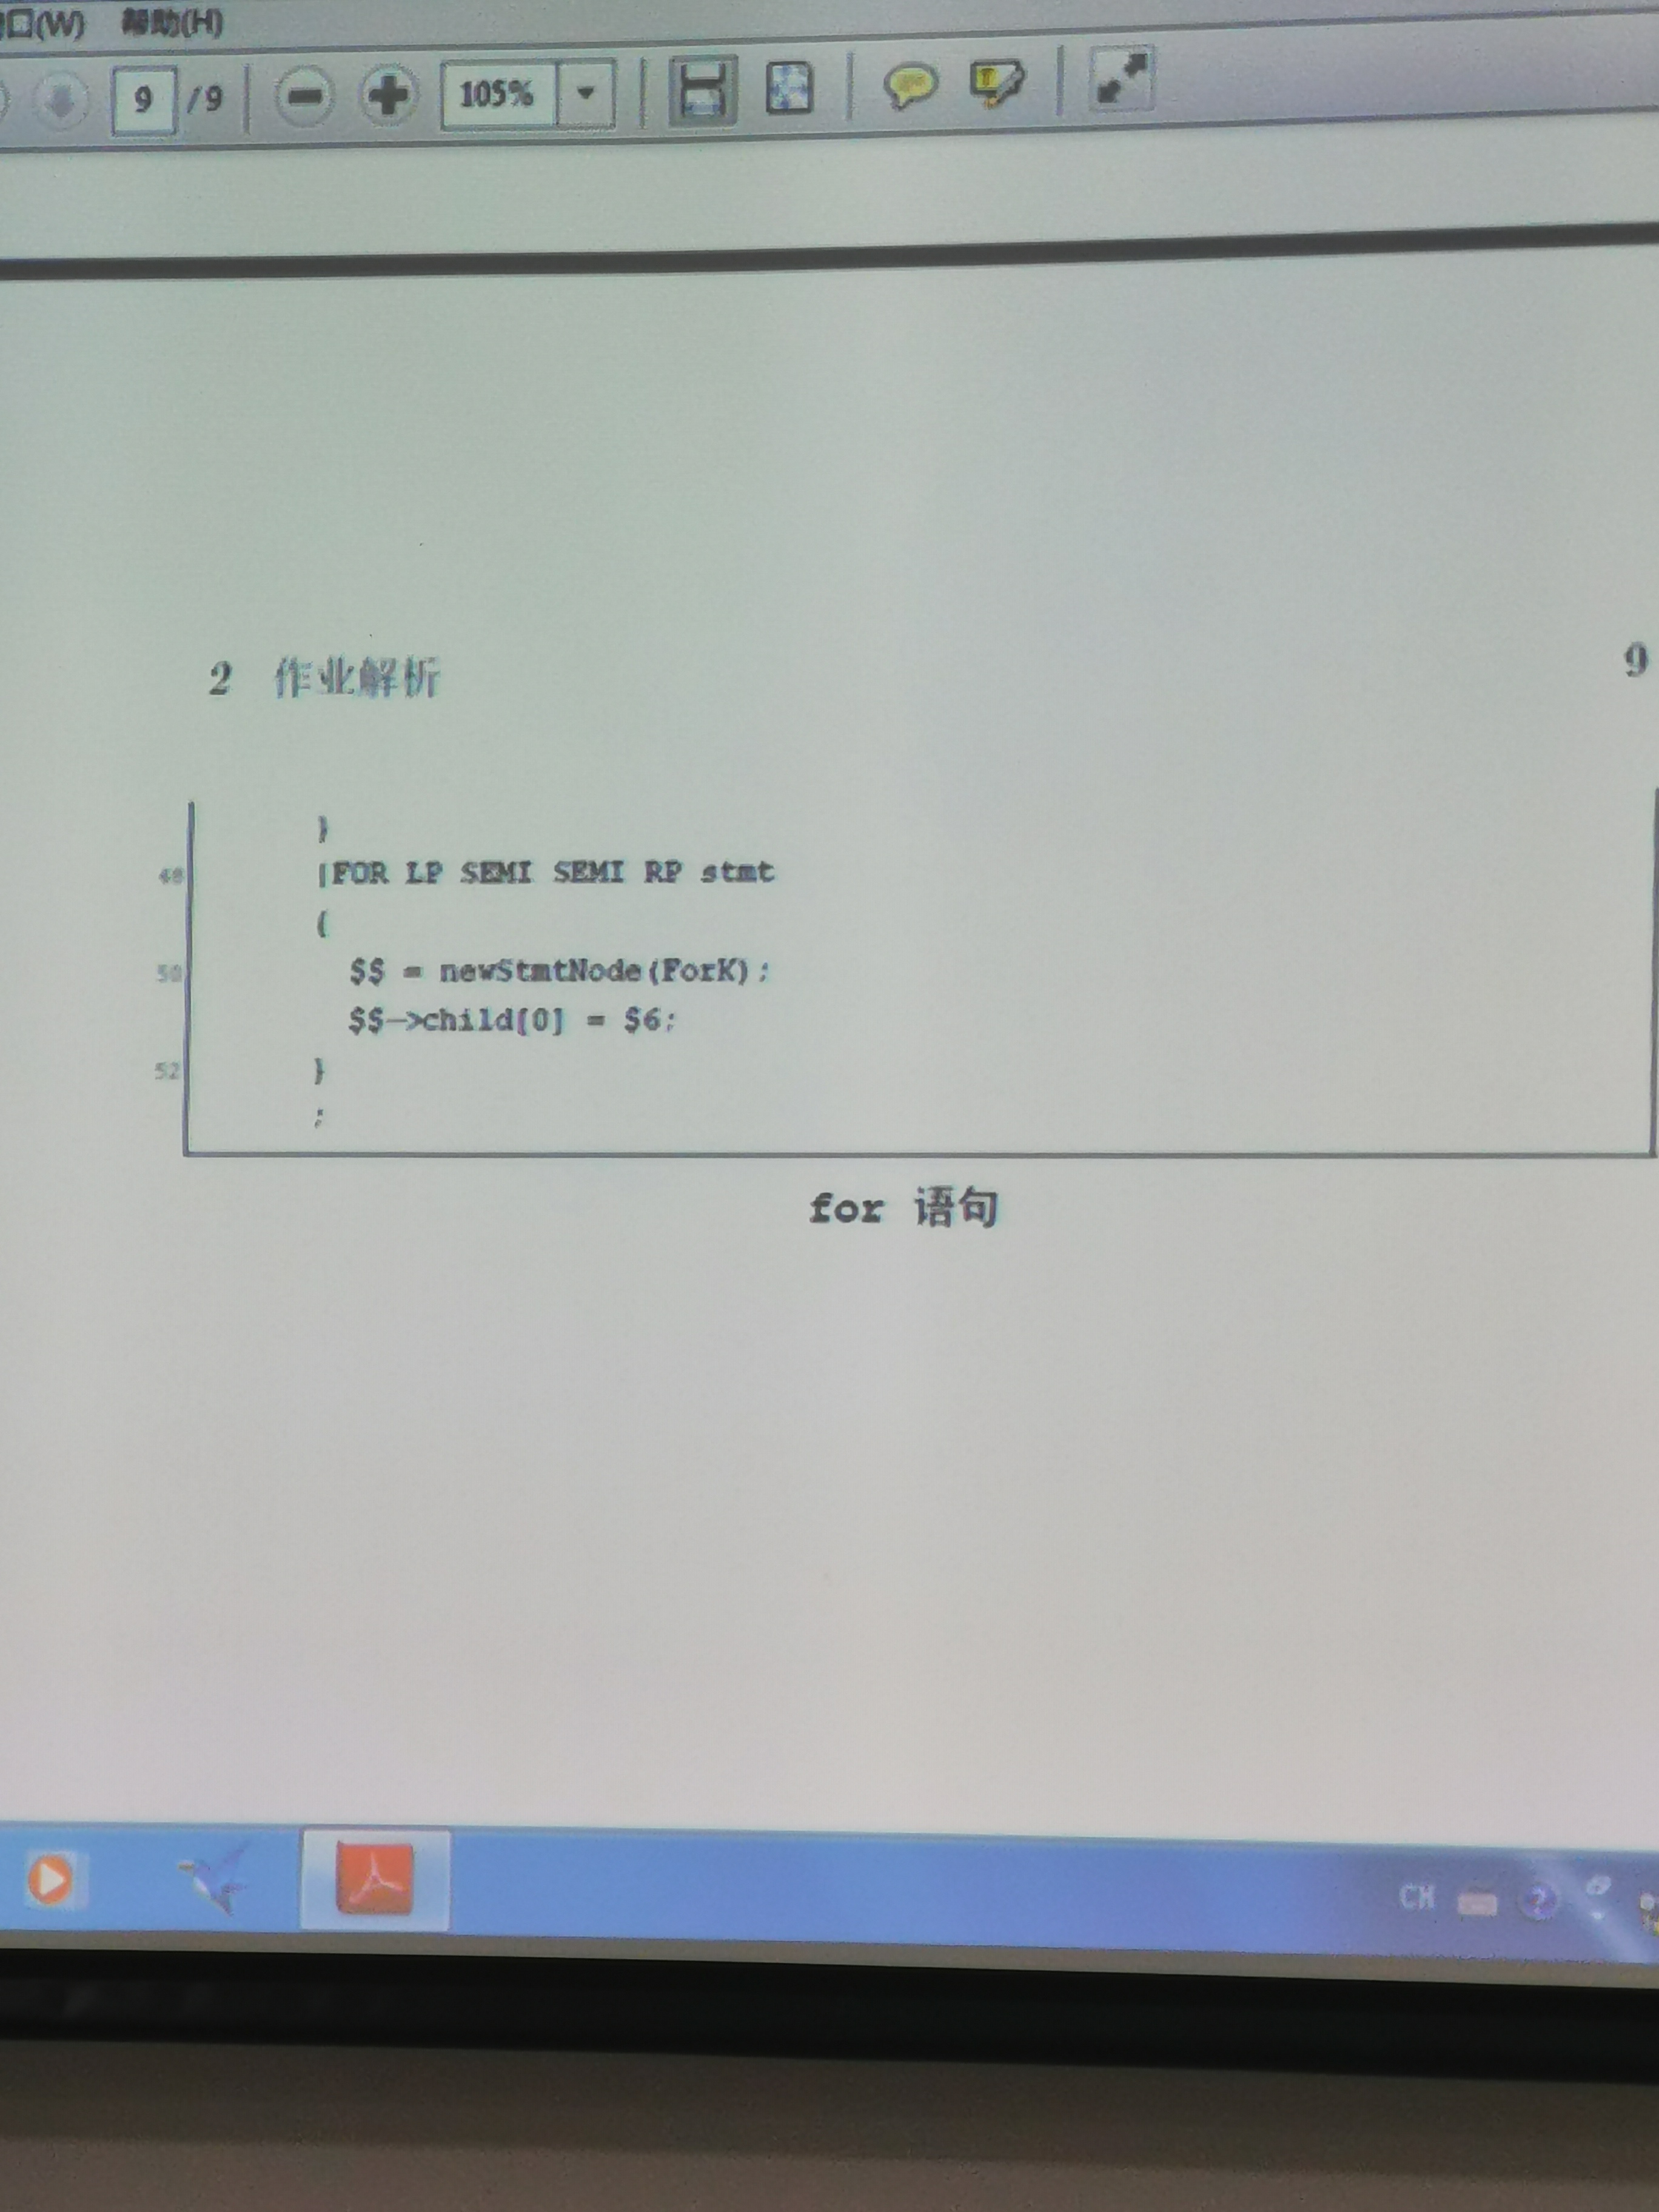 口(W) 帮助(H)
9 / 9 105%
2 作业解析 9
}
48 |FOR LP SEMI SEMI RP stmt
{
50 $$ = newStmtNode(ForK);
$$->child[0] = $6;
52 }
;
for 语句
CH